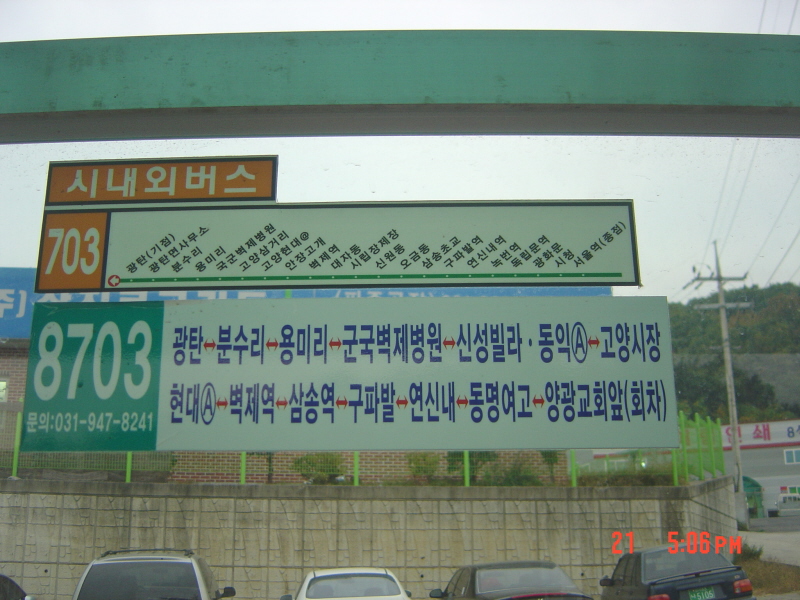 시내외버스
703
광탄(기점)
광탄면사무소
분수리
용미리
국군벽제병원
고양삼거리
고양현대@
안장고개
벽제역
대자동
시립장제장
신원동
오금동
삼송초교
구파발역
연신내역
녹번역
독립문역
광화문
시청
서울역(종점)
8703
문의:031-947-8241
광탄↔분수리↔용미리↔군국벽제병원↔신성빌라·동익Ⓐ↔고양시장
현대Ⓐ↔벽제역↔삼송역↔구파발↔연신내↔동명여고↔양광교회앞(회차)
인쇄
21 5:06PM